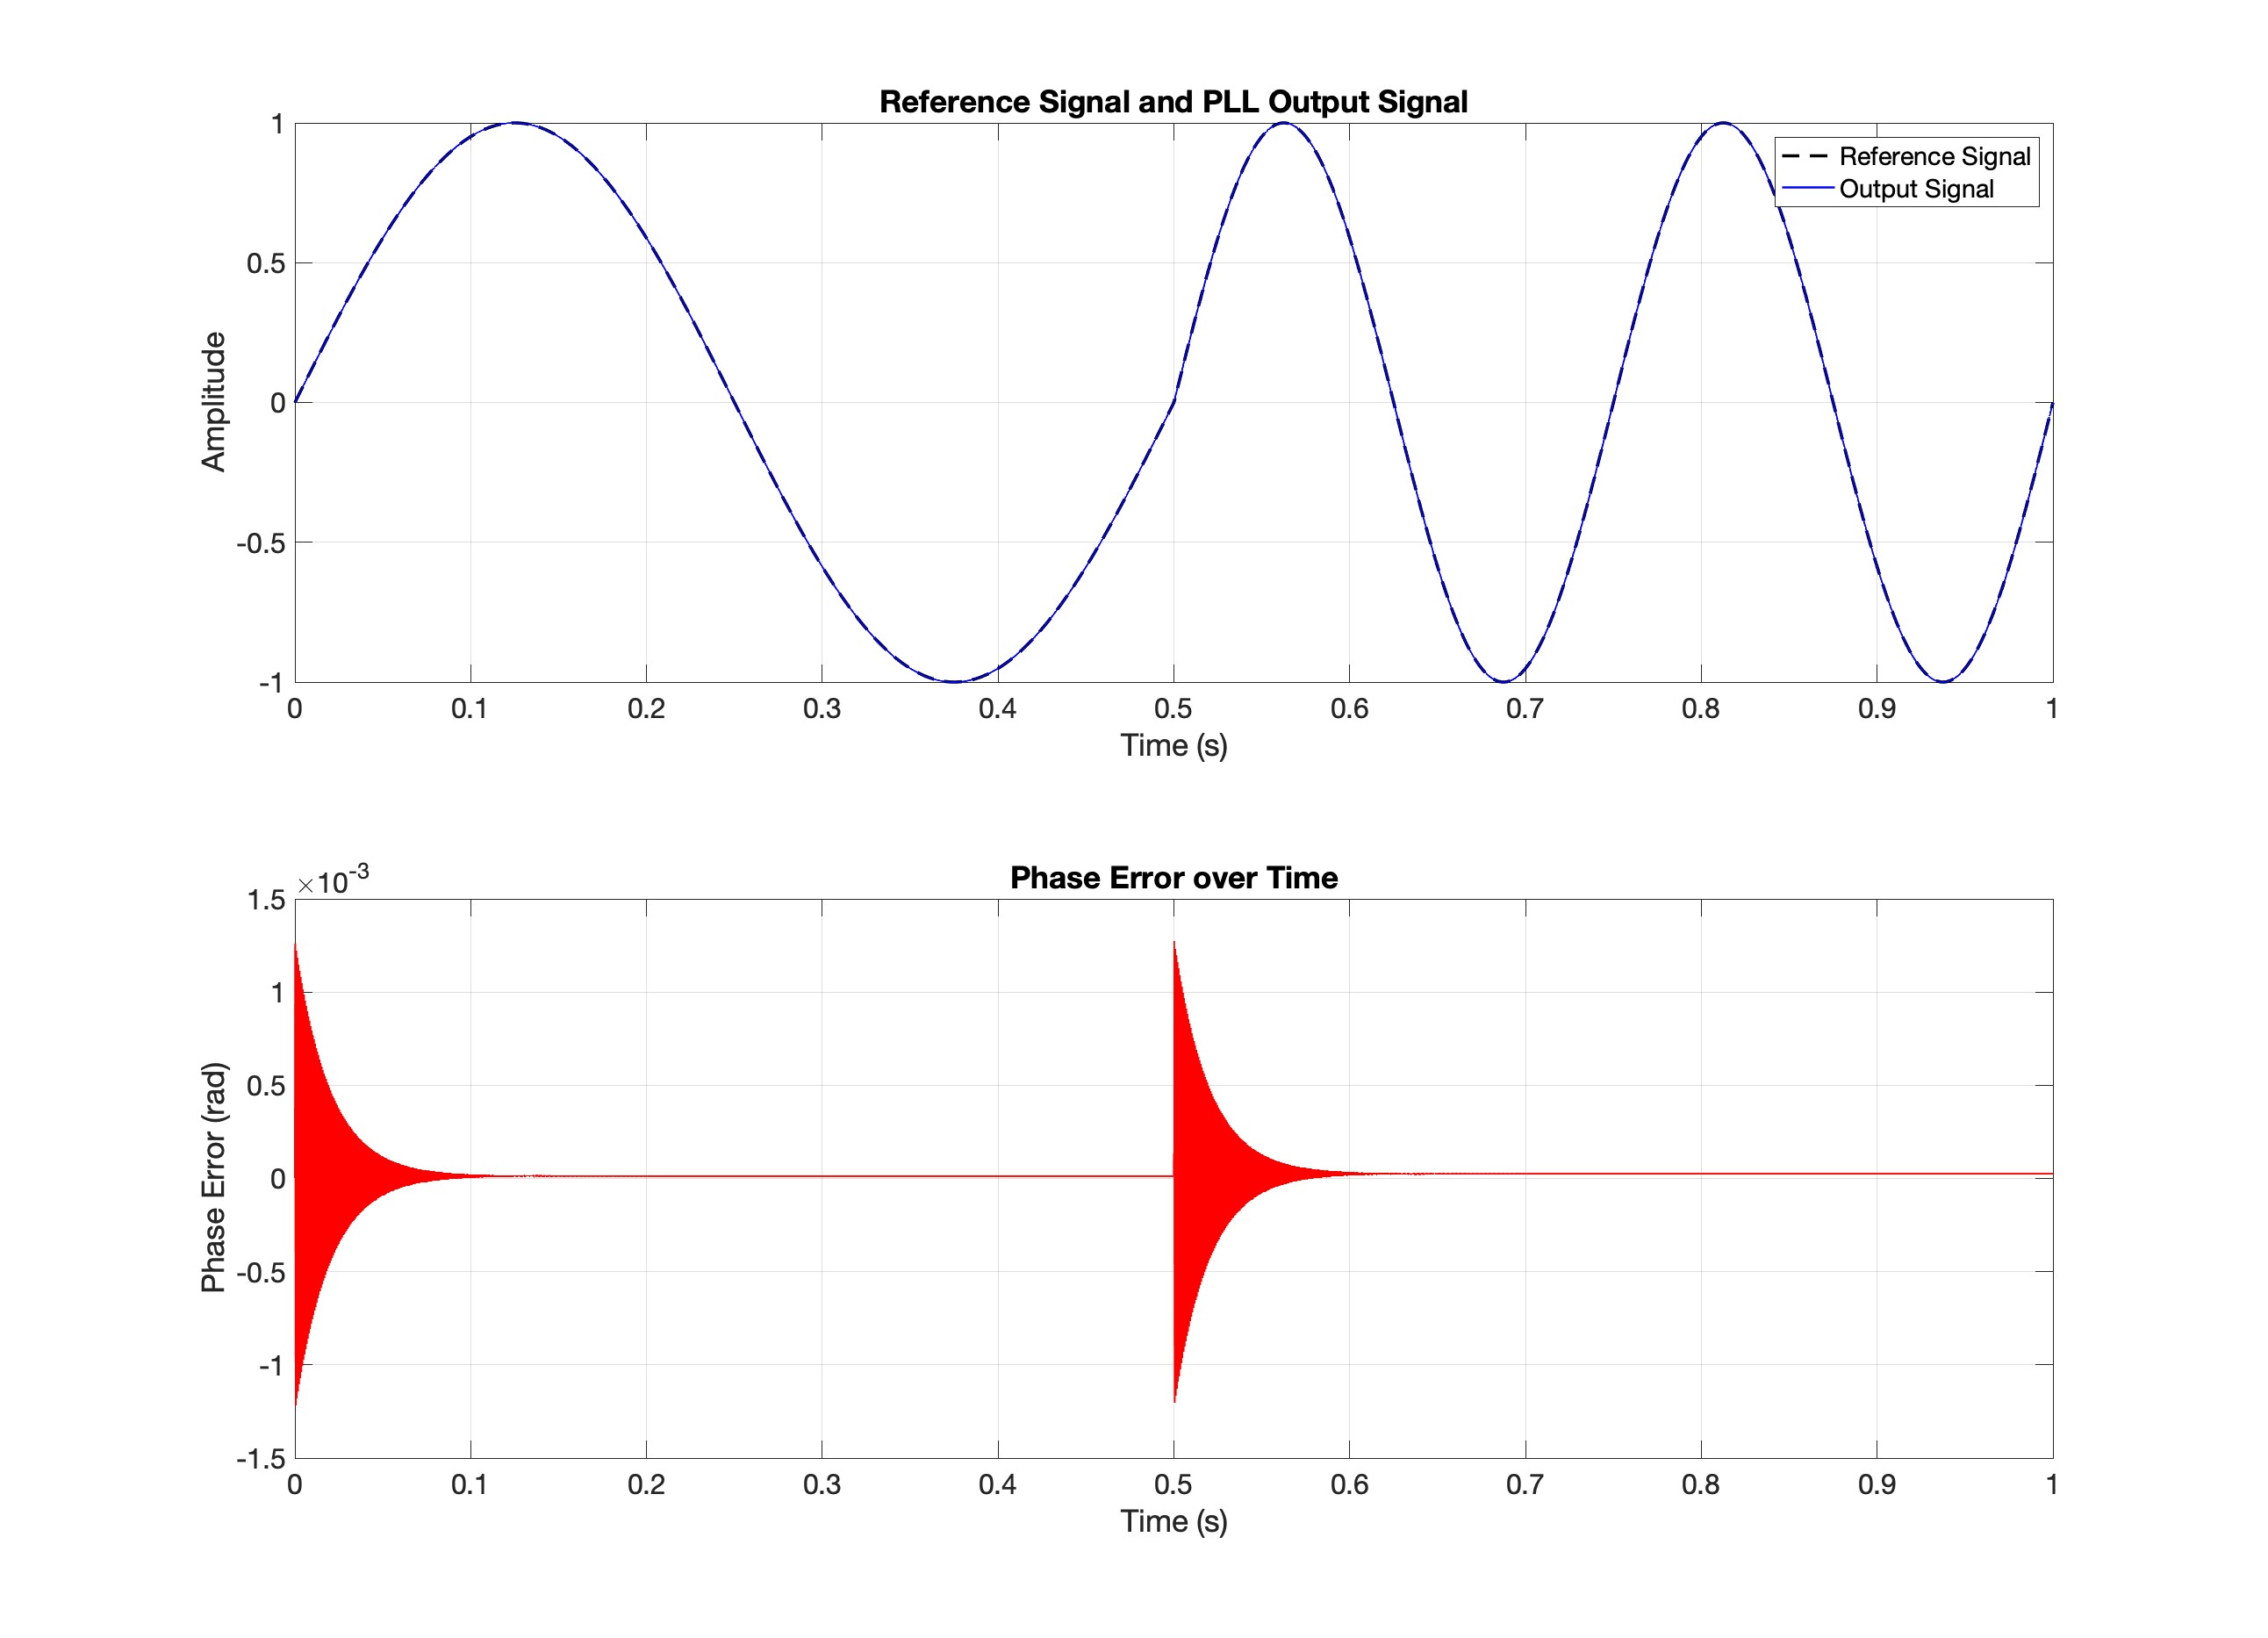 Reference Signal and PLL Output Signal
1
0.5
0
-0.5
-1
Amplitude
Reference Signal
Output Signal
0 0.1 0.2 0.3 0.4 0.5 0.6 0.7 0.8 0.9 1
Time (s)
Phase Error over Time
×10-3
1.5
1
0.5
0
-0.5
-1
-1.5
Phase Error (rad)
0 0.1 0.2 0.3 0.4 0.5 0.6 0.7 0.8 0.9 1
Time (s)